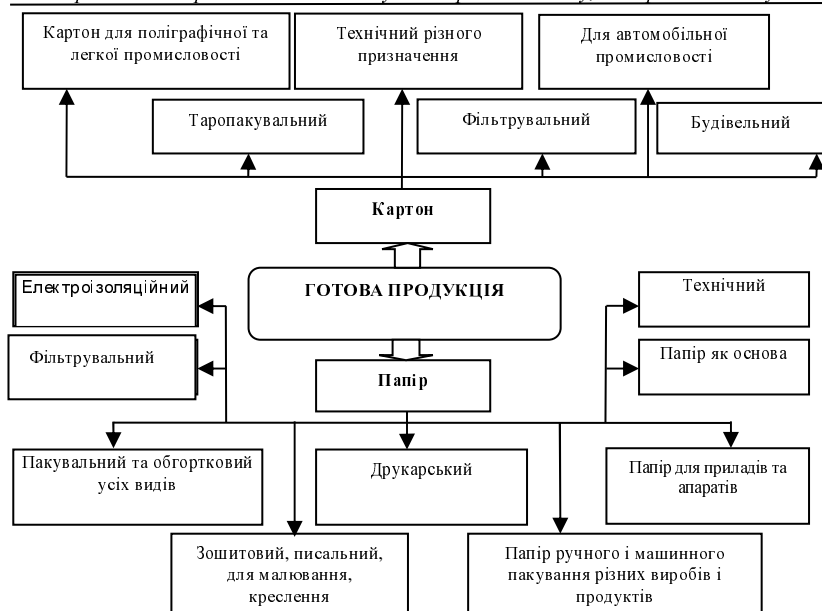 Картон для поліграфічної та
легкої промисловості
Технічний різного
призначення
Для автомобільної
промисловості
Таропакувальний
Фільтрувальний
Будівельний
Картон
ГОТОВА ПРОДУКЦІЯ
Електроізоляційний
Технічний
Фільтрувальний
Папір як основа
Папір
Пакувальний та обгортковий
усіх видів
Друкарський
Папір для приладів та
апаратів
Зошитовий, писальний,
для малювання,
креслення
Папір ручного і машинного
пакування різних виробів і
продуктів